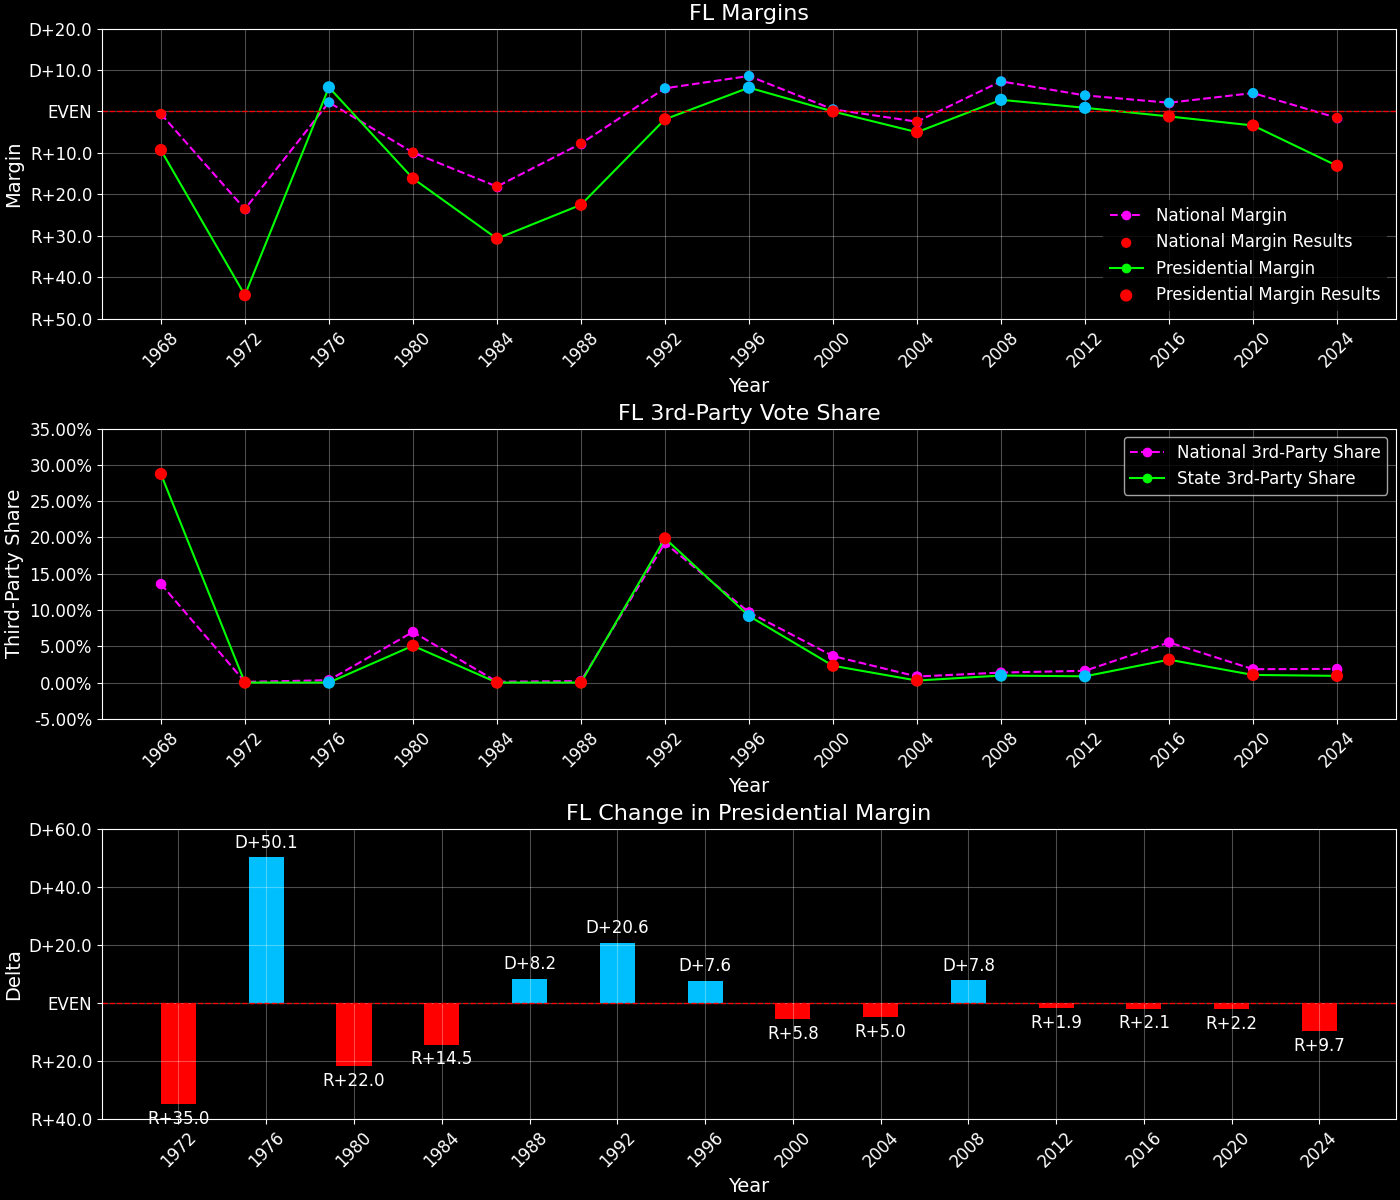 FL Margins
D+20.0
D+10.0
EVEN
R+10.0
R+20.0
R+30.0
R+40.0
R+50.0
Margin
National Margin
National Margin Results
Presidential Margin
Presidential Margin Results
1968 1972 1976 1980 1984 1988 1992 1996 2000 2004 2008 2012 2016 2020 2024
Year
FL 3rd-Party Vote Share
35.00%
30.00%
25.00%
20.00%
15.00%
10.00%
5.00%
0.00%
-5.00%
Third-Party Share
National 3rd-Party Share
State 3rd-Party Share
1968 1972 1976 1980 1984 1988 1992 1996 2000 2004 2008 2012 2016 2020 2024
Year
FL Change in Presidential Margin
D+60.0
D+40.0
D+20.0
EVEN
R+20.0
R+40.0
Delta
R+35.0
D+50.1
R+22.0
R+14.5
D+8.2
D+20.6
D+7.6
R+5.8
R+5.0
D+7.8
R+1.9
R+2.1
R+2.2
R+9.7
1972 1976 1980 1984 1988 1992 1996 2000 2004 2008 2012 2016 2020 2024
Year